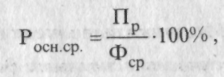 Р осн.ср. = Пр / Фср · 100% ,